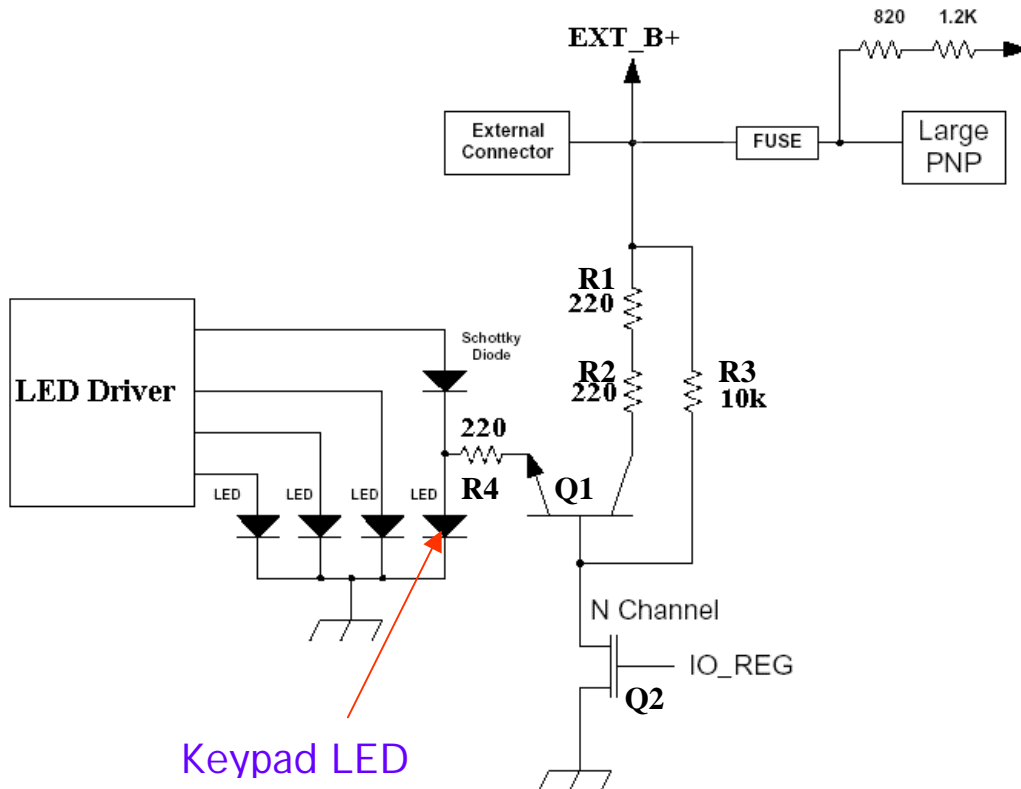 820 1.2K
EXT_B+
External
Connector
FUSE
Large
PNP
R1
220
Schottky
Diode
LED Driver
R2
220
R3
10k
220
R4
Q1
LED LED LED LED
N Channel
IO_REG
Q2
Keypad LED